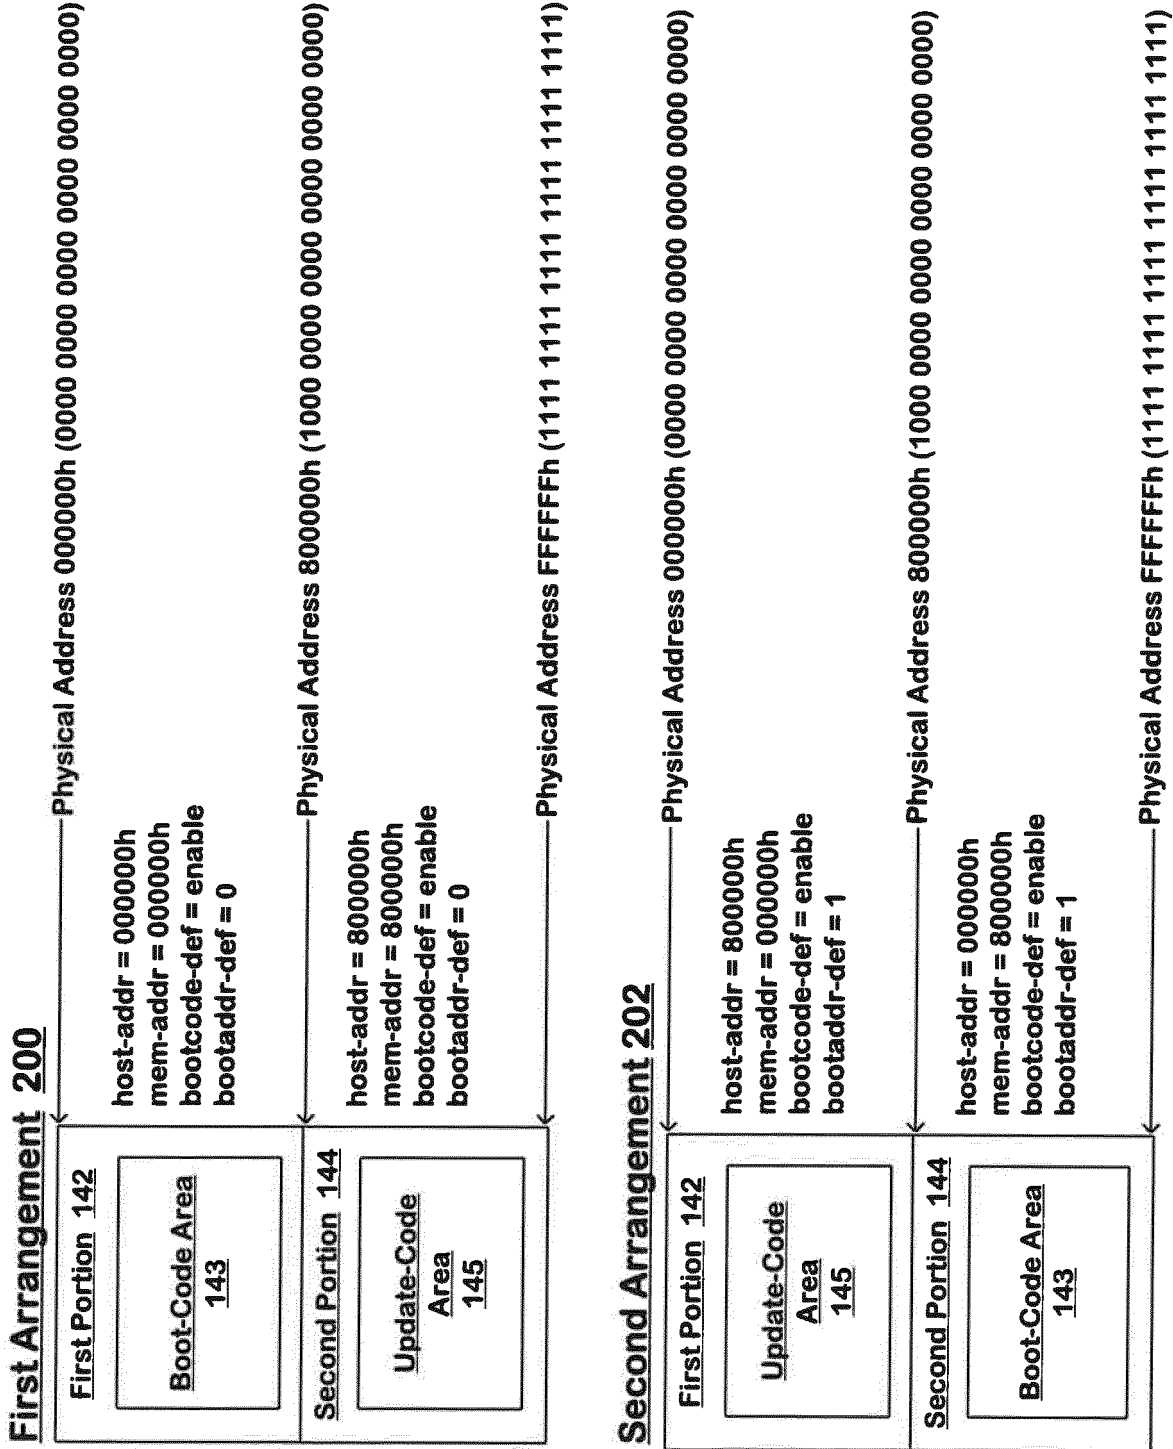 First Arrangement 200
First Portion 142
Boot-Code Area
143
Second Portion 144
Update-Code
Area
145
Physical Address 000000h (0000 0000 0000 0000 0000 0000)
host-addr = 000000h
mem-addr = 000000h
bootcode-def = enable
bootaddr-def = 0
Physical Address 800000h (1000 0000 0000 0000 0000 0000)
host-addr = 800000h
mem-addr = 800000h
bootcode-def = enable
bootaddr-def = 0
Physical Address FFFFFFh (1111 1111 1111 1111 1111 1111)
Second Arrangement 202
First Portion 142
Update-Code
Area
145
Second Portion 144
Boot-Code Area
143
Physical Address 000000h (0000 0000 0000 0000 0000 0000)
host-addr = 800000h
mem-addr = 000000h
bootcode-def = enable
bootaddr-def = 1
Physical Address 800000h (1000 0000 0000 0000 0000 0000)
host-addr = 000000h
mem-addr = 800000h
bootcode-def = enable
bootaddr-def = 1
Physical Address FFFFFFh (1111 1111 1111 1111 1111 1111)